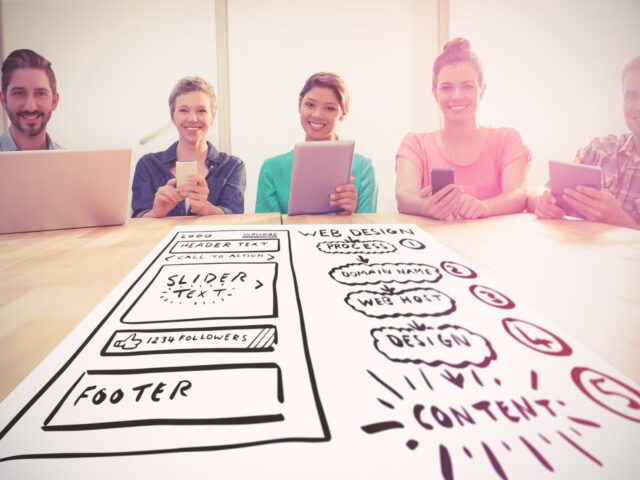 LOGO SUBSCRIBE
HEADER TEXT
< CALL TO ACTION >
SLIDER >
TEXT
1234 FOLLOWERS
FOOTER
WEB DESIGN
PROCESS 1
DOMAIN NAME 2
WEB HOST 3
DESIGN 4
CONTENT 5